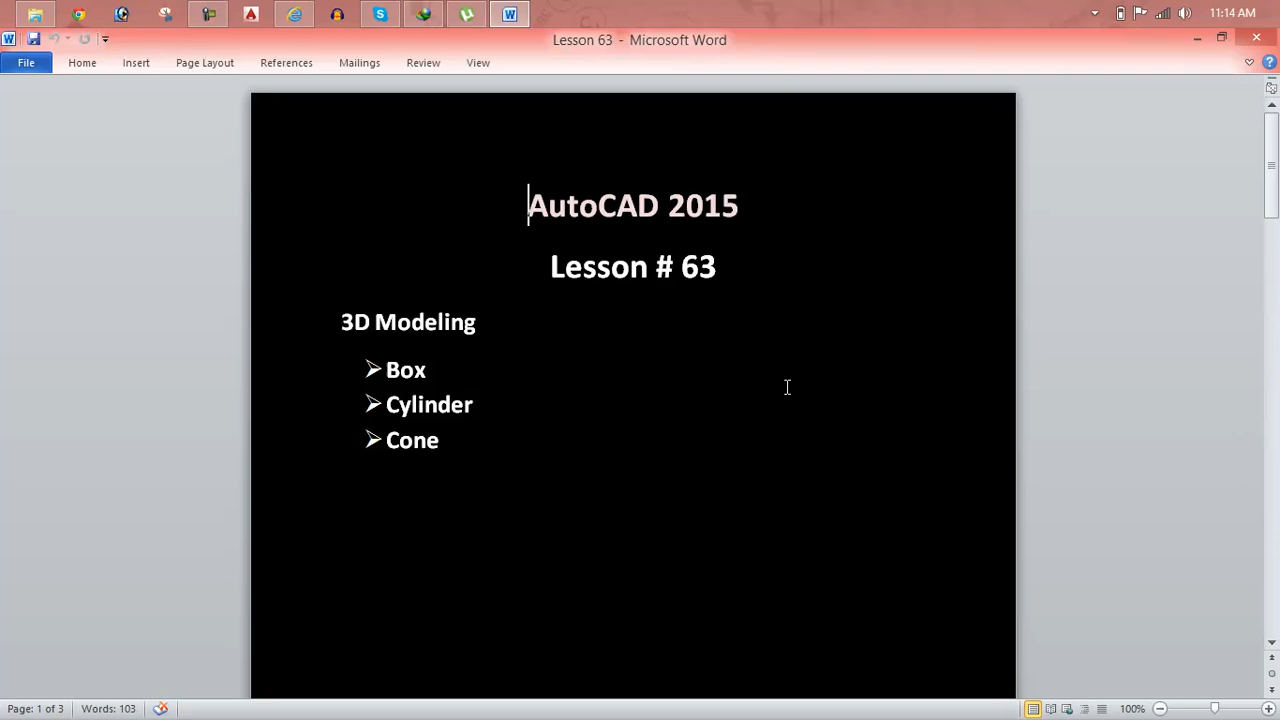 11:14 AM
Lesson 63 - Microsoft Word
File Home Insert Page Layout References Mailings Review View
AutoCAD 2015
Lesson # 63
3D Modeling
➢ Box
➢ Cylinder
➢ Cone
Page: 1 of 3 Words: 103 100%